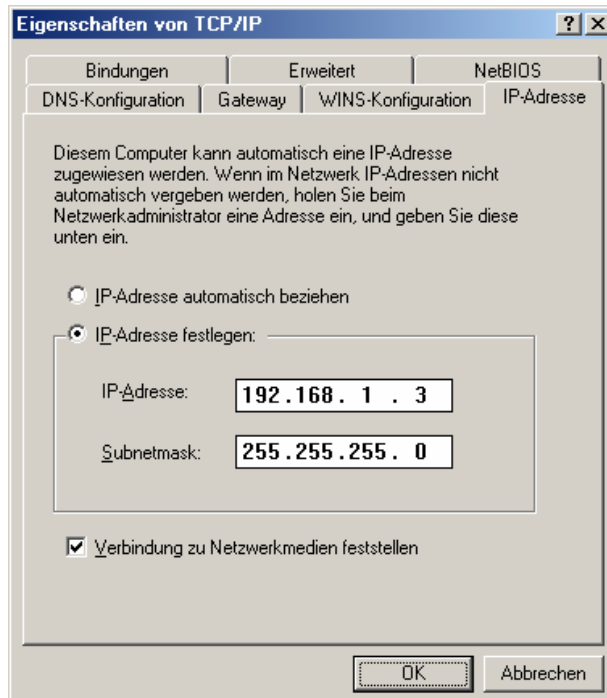 Eigenschaften von TCP/IP
Bindungen Erweitert NetBIOS
DNS-Konfiguration Gateway WINS-Konfiguration IP-Adresse
Diesem Computer kann automatisch eine IP-Adresse
zugewiesen werden. Wenn im Netzwerk IP-Adressen nicht
automatisch vergeben werden, holen Sie beim
Netzwerkadministrator eine Adresse ein, und geben Sie diese
unten ein.
IP-Adresse automatisch beziehen
IP-Adresse festlegen:
IP-Adresse: 192.168. 1 . 3
Subnetmask: 255.255.255. 0
Verbindung zu Netzwerkmedien feststellen
OK Abbrechen